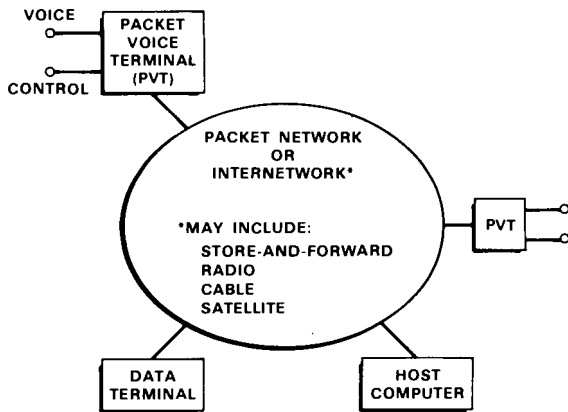 VOICE
CONTROL
PACKET
VOICE
TERMINAL
(PVT)
PACKET NETWORK
OR
INTERNETWORK*
*MAY INCLUDE:
STORE-AND-FORWARD
RADIO
CABLE
SATELLITE
PVT
DATA
TERMINAL
HOST
COMPUTER